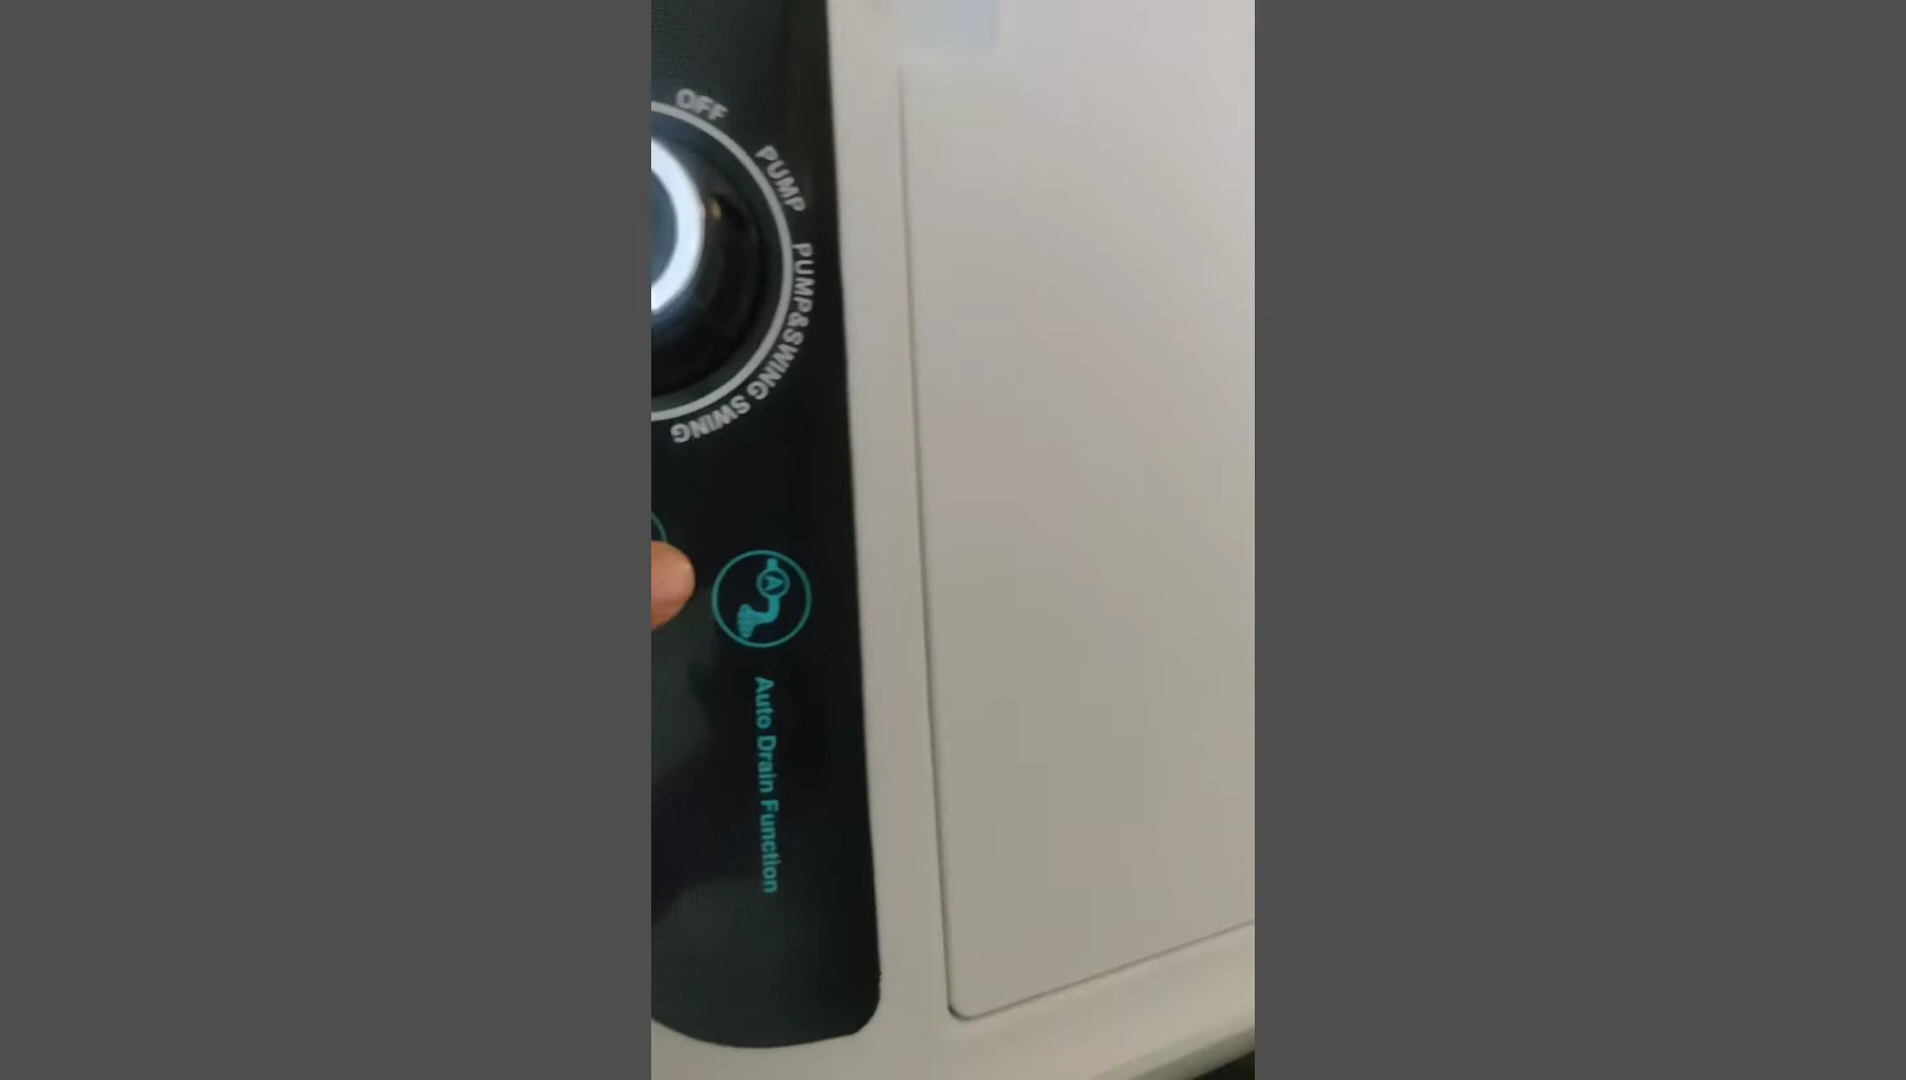 OFF
PUMP
PUMP&SWING
SWING
A
Auto Drain Function